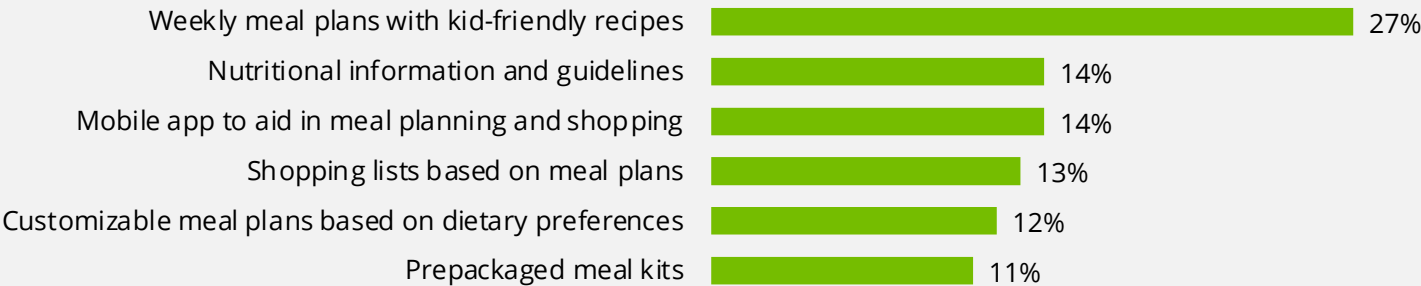 Weekly meal plans with kid-friendly recipes 27%
Nutritional information and guidelines 14%
Mobile app to aid in meal planning and shopping 14%
Shopping lists based on meal plans 13%
Customizable meal plans based on dietary preferences 12%
Prepackaged meal kits 11%